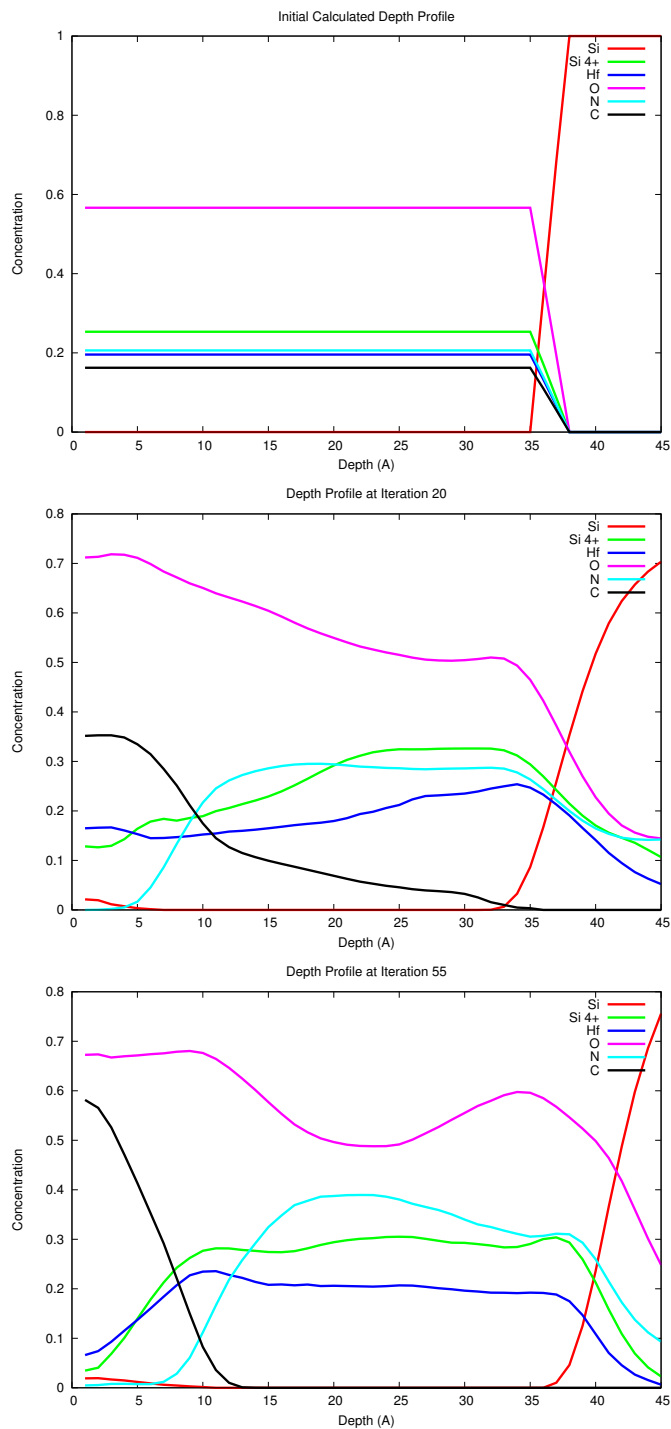 Initial Calculated Depth Profile
1
0.8
0.6
0.4
0.2
0
Concentration
Si
Si 4+
Hf
O
N
C
0 5 10 15 20 25 30 35 40 45
Depth (A)
Depth Profile at Iteration 20
0.8
0.7
0.6
0.5
0.4
0.3
0.2
0.1
0
Concentration
Si
Si 4+
Hf
O
N
C
0 5 10 15 20 25 30 35 40 45
Depth (A)
Depth Profile at Iteration 55
0.8
0.7
0.6
0.5
0.4
0.3
0.2
0.1
0
Concentration
Si
Si 4+
Hf
O
N
C
0 5 10 15 20 25 30 35 40 45
Depth (A)